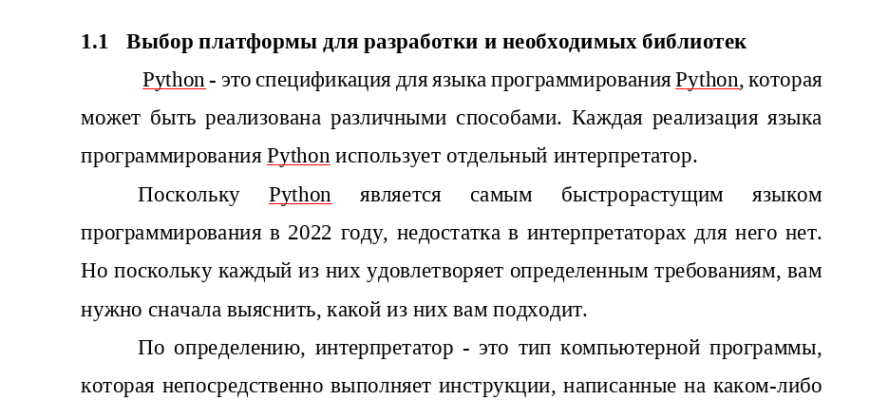 1.1 Выбор платформы для разработки и необходимых библиотек
Python - это спецификация для языка программирования Python, которая
может быть реализована различными способами. Каждая реализация языка
программирования Python использует отдельный интерпретатор.
Поскольку Python является самым быстрорастущим языком
программирования в 2022 году, недостатка в интерпретаторах для него нет.
Но поскольку каждый из них удовлетворяет определенным требованиям, вам
нужно сначала выяснить, какой из них вам подходит.
По определению, интерпретатор - это тип компьютерной программы,
которая непосредственно выполняет инструкции, написанные на каком-либо